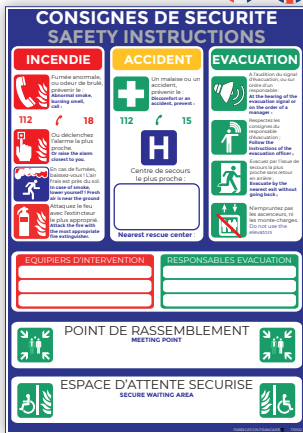 CONSIGNES DE SECURITE
SAFETY INSTRUCTIONS
INCENDIE
Fumée anormale,
ou odeur de brulé,
prévenir :
Abnormal smoke,
burning smell,
call :
112 18
Ou déclenchez
l'alarme la plus
proche.
Or raise the alarm
closest to you.
En cas de fumées,
baissez-vous ! L'air
frais est près du sol.
In case of smoke,
lower yourself ! Fresh
air is near the ground
Attaquez le feu
avec l'extincteur
le plus approprié.
Attack the fire with
the most appropriate
fire extinguisher.
ACCIDENT
Un malaise ou un
accident,
prévenir :
Discomfort or an
accident, prevent :
112 15
H
Centre de secours
le plus proche :
Nearest rescue center :
EVACUATION
A l'audition du signal
d'évacuation, ou sur
ordre d'un
responsable :
At the hearing of the
evacuation signal or
on the order of a
manager :
Respectez les
consignes du
responsable
d'évacuation :
Follow the
instructions of the
evacuation officer :
Evacuez par l'issue de
secours la plus
proche sans retour
en arrière :
Evacuate by the
nearest exit without
going back :
N'empruntez pas
les ascenceurs, ni
les monte-charges.
Do not use the
elevators
EQUIPIERS D'INTERVENTION
RESPONSABLES EVACUATION
POINT DE RASSEMBLEMENT
MEETING POINT
ESPACE D'ATTENTE SECURISE
SECURE WAITING AREA